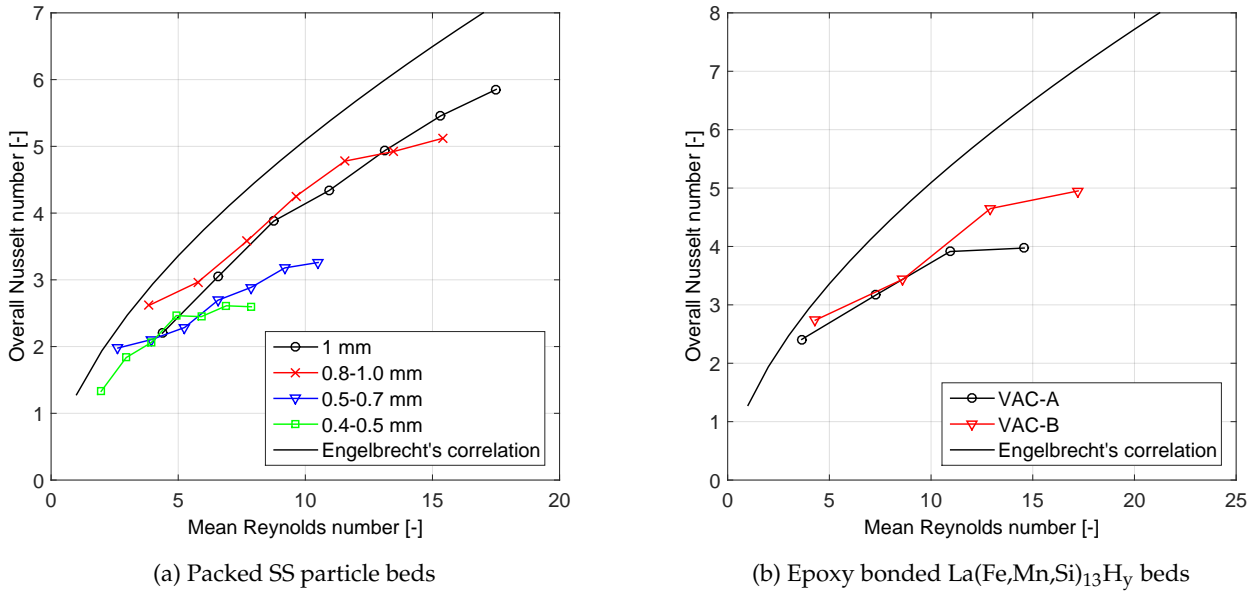 7
6
5
4
3
2
1
0
Overall Nusselt number [-]
1 mm
0.8-1.0 mm
0.5-0.7 mm
0.4-0.5 mm
Engelbrecht's correlation
0 5 10 15 20
Mean Reynolds number [-]
(a) Packed SS particle beds
8
7
6
5
4
3
2
1
0
Overall Nusselt number [-]
VAC-A
VAC-B
Engelbrecht's correlation
0 5 10 15 20 25
Mean Reynolds number [-]
(b) Epoxy bonded La(Fe,Mn,Si)₁₃Hᵧ beds